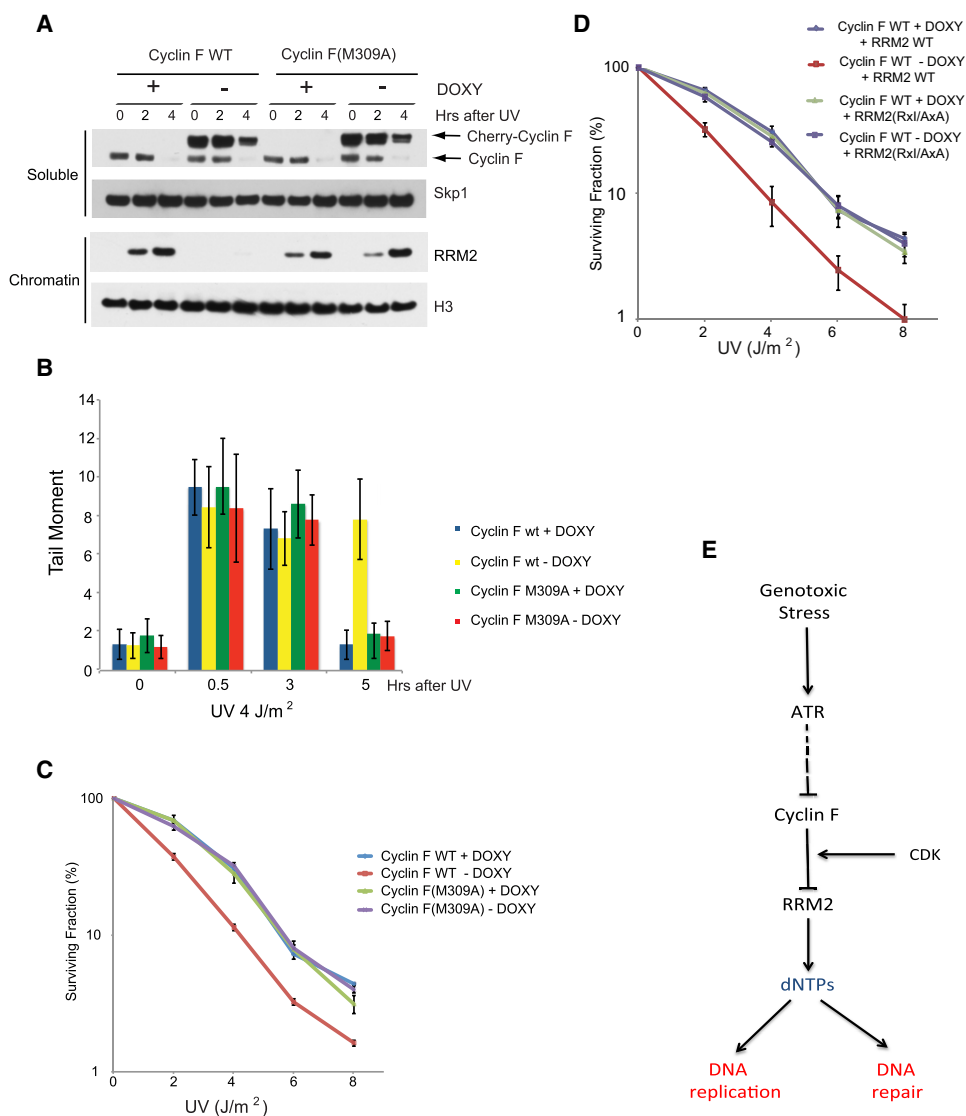 A
Cyclin F WT
Cyclin F(M309A)
+
-
+
-
DOXY
0 2 4 0 2 4 0 2 4 0 2 4
Hrs after UV
Cherry-Cyclin F
Cyclin F
Soluble
Skp1
RRM2
Chromatin
H3
B
14
12
10
8
6
4
2
0
Tail Moment
0 0.5 3 5
Hrs after UV
UV 4 J/m 2
Cyclin F wt + DOXY
Cyclin F wt - DOXY
Cyclin F M309A + DOXY
Cyclin F M309A - DOXY
C
100
10
1
Surviving Fraction (%)
0 2 4 6 8
UV (J/m 2)
Cyclin F WT + DOXY
Cyclin F WT - DOXY
Cyclin F(M309A) + DOXY
Cyclin F(M309A) - DOXY
D
100
10
1
Surviving Fraction (%)
0 2 4 6 8
UV (J/m 2)
Cyclin F WT + DOXY
+ RRM2 WT
Cyclin F WT - DOXY
+ RRM2 WT
Cyclin F WT + DOXY
+ RRM2(Rxl/AxA)
Cyclin F WT - DOXY
+ RRM2(Rxl/AxA)
E
Genotoxic
Stress
ATR
Cyclin F
CDK
RRM2
dNTPs
DNA
replication
DNA
repair